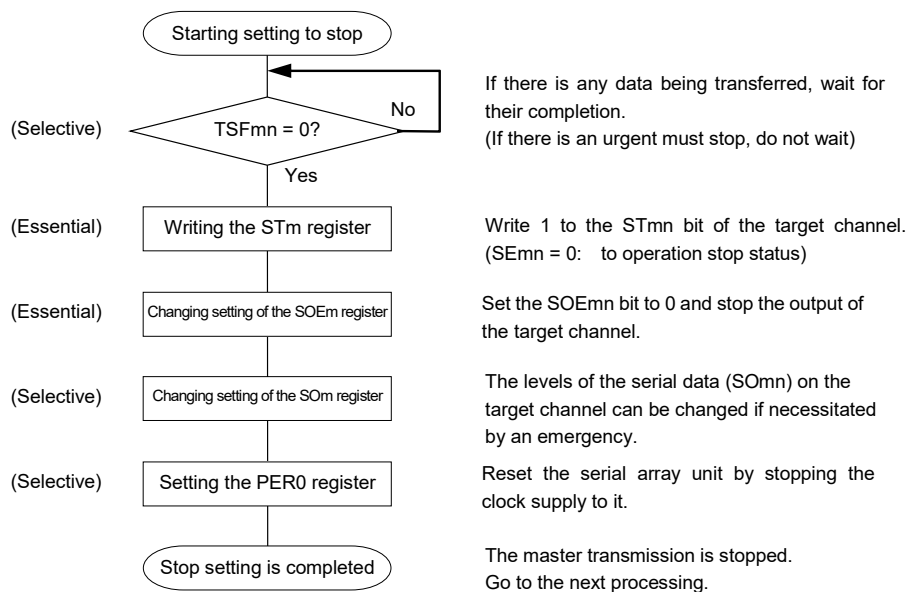 Starting setting to stop
No
If there is any data being transferred, wait for
their completion.
(If there is an urgent must stop, do not wait)
(Selective)
TSFmn = 0?
Yes
(Essential)
Writing the STm register
Write 1 to the STmn bit of the target channel.
(SEmn = 0: to operation stop status)
(Essential)
Changing setting of the SOEm register
Set the SOEmn bit to 0 and stop the output of
the target channel.
(Selective)
Changing setting of the SOm register
The levels of the serial data (SOmn) on the
target channel can be changed if necessitated
by an emergency.
(Selective)
Setting the PER0 register
Reset the serial array unit by stopping the
clock supply to it.
Stop setting is completed
The master transmission is stopped.
Go to the next processing.